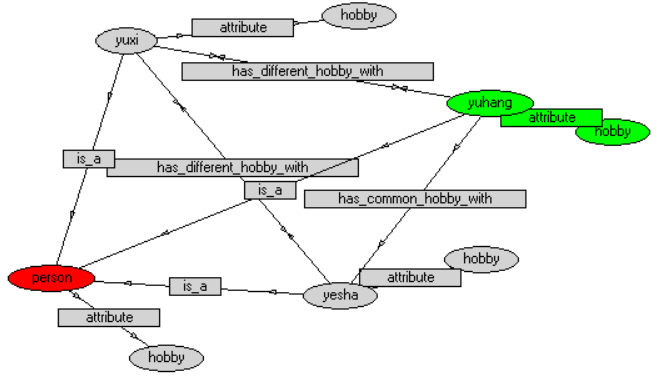 hobby
attribute
yuxi
has_different_hobby_with
yuhang
attribute
hobby
is_a
has_different_hobby_with
is_a
has_common_hobby_with
hobby
person
attribute
is_a
yesha
attribute
hobby